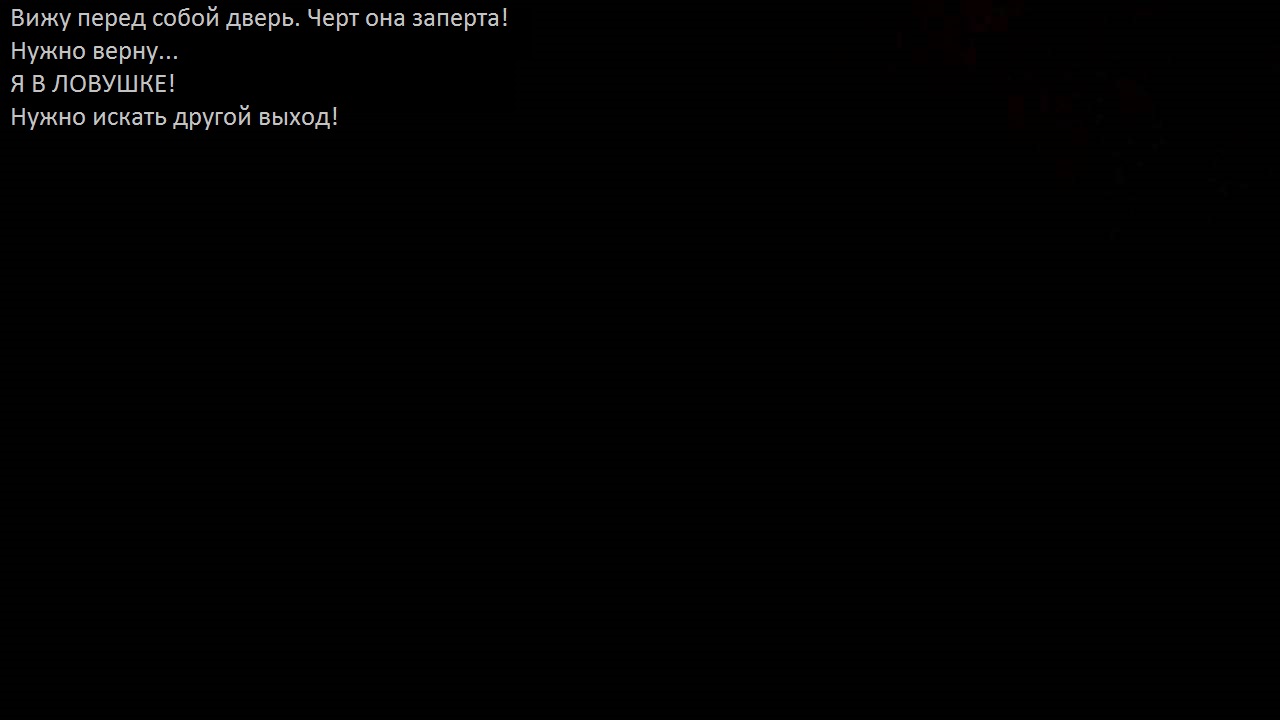 Вижу перед собой дверь. Черт она заперта!
Нужно верну...
Я В ЛОВУШКЕ!
Нужно искать другой выход!